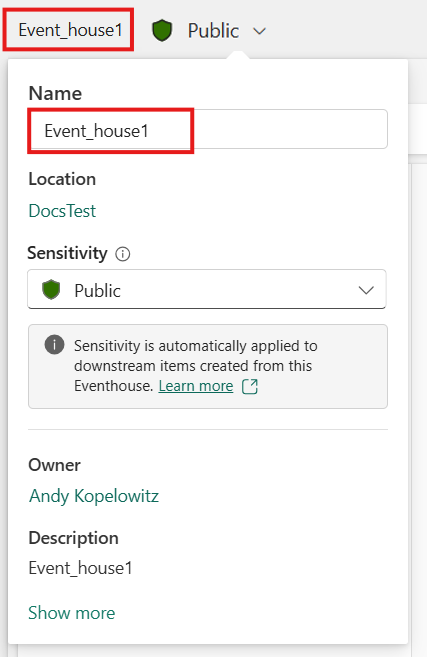 Event_house1 Public
Name
Event_house1
Location
DocsTest
Sensitivity
Public
Sensitivity is automatically applied to
downstream items created from this
Eventhouse. Learn more
Owner
Andy Kopelowitz
Description
Event_house1
Show more